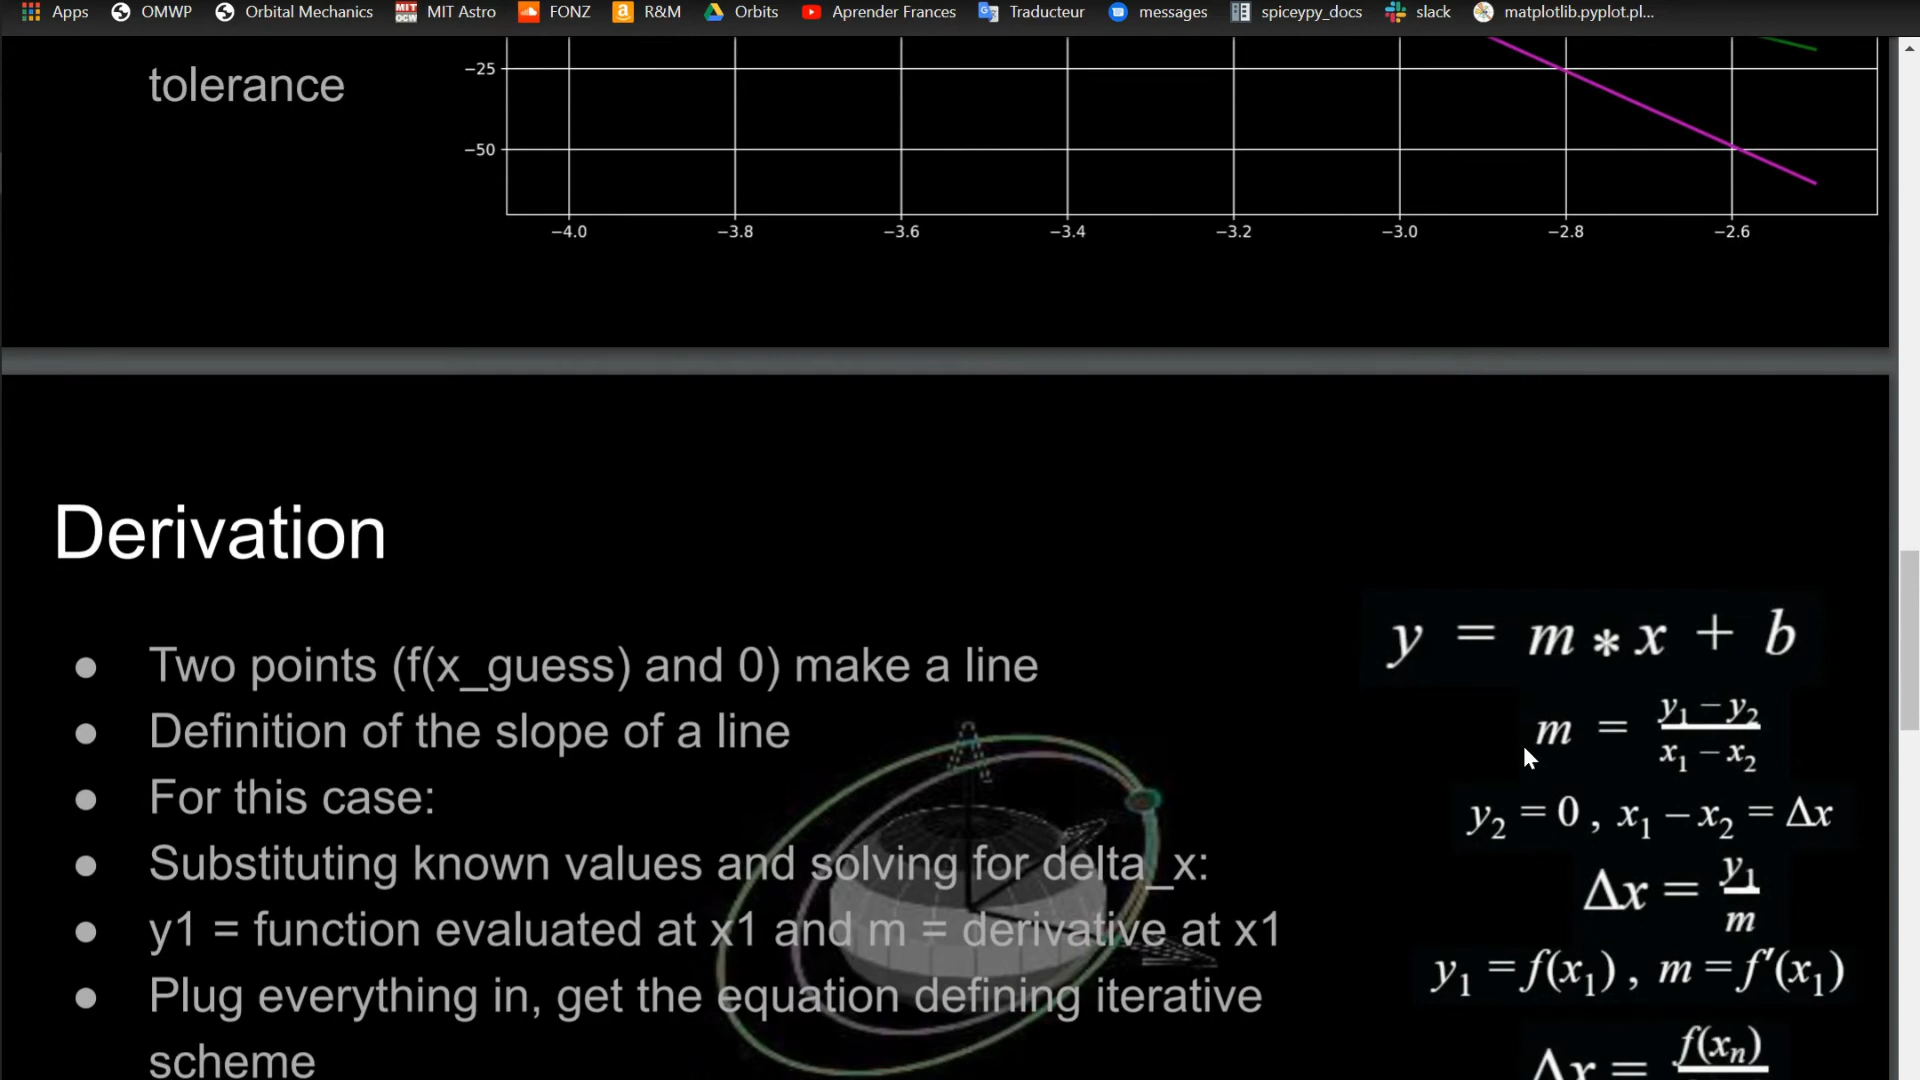 Apps OMWP Orbital Mechanics MIT OCW MIT Astro FONZ R&M Orbits Aprender Frances Traducteur messages spiceypy_docs slack matplotlib.pyplot.pl...
tolerance
−25
−50
−4.0 −3.8 −3.6 −3.4 −3.2 −3.0 −2.8 −2.6
Derivation
● Two points (f(x_guess) and 0) make a line
● Definition of the slope of a line
● For this case:
● Substituting known values and solving for delta_x:
● y1 = function evaluated at x1 and m = derivative at x1
● Plug everything in, get the equation defining iterative
scheme
y = m ∗ x + b
m = (y₁ − y₂)/(x₁ − x₂)
y₂ = 0 , x₁ − x₂ = Δx
Δx = y₁/m
y₁ = f(x₁) , m = f′(x₁)
Δx = f(xₙ)